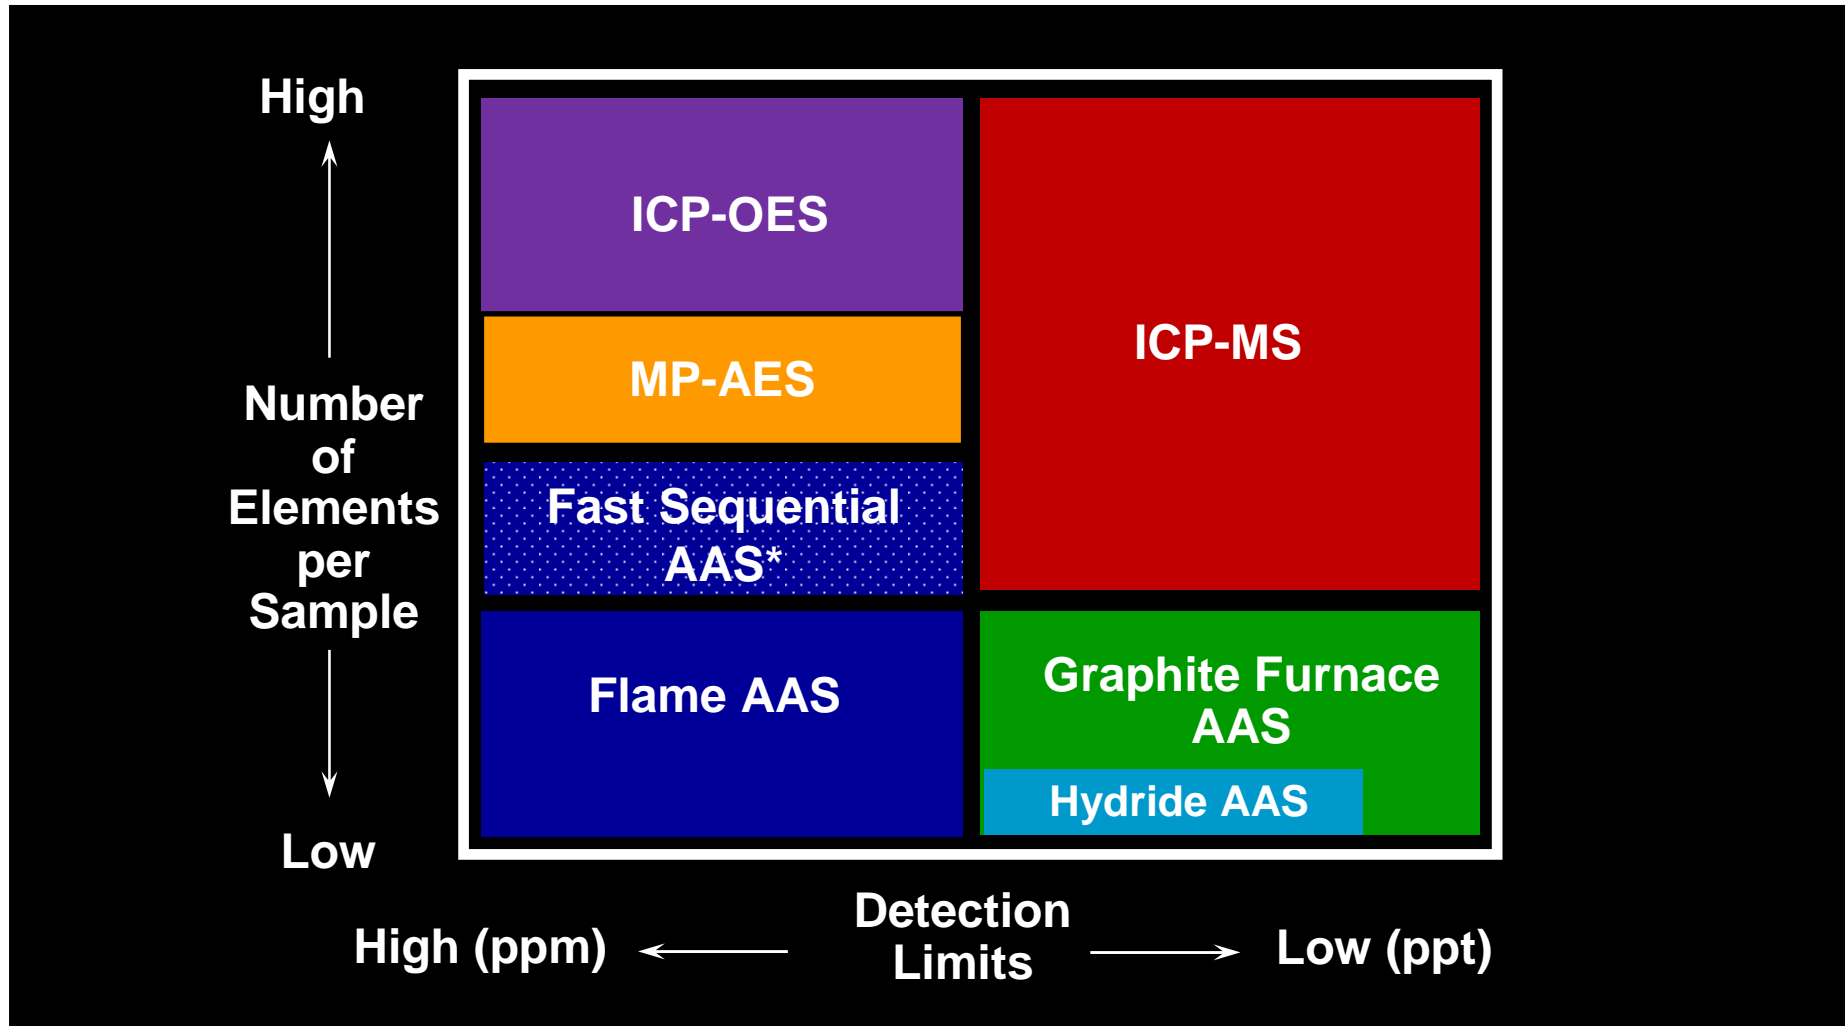 High
Number
of
Elements
per
Sample
Low
ICP-OES
MP-AES
Fast Sequential
AAS*
Flame AAS
ICP-MS
Graphite Furnace
AAS
Hydride AAS
High (ppm)
Detection
Limits
Low (ppt)